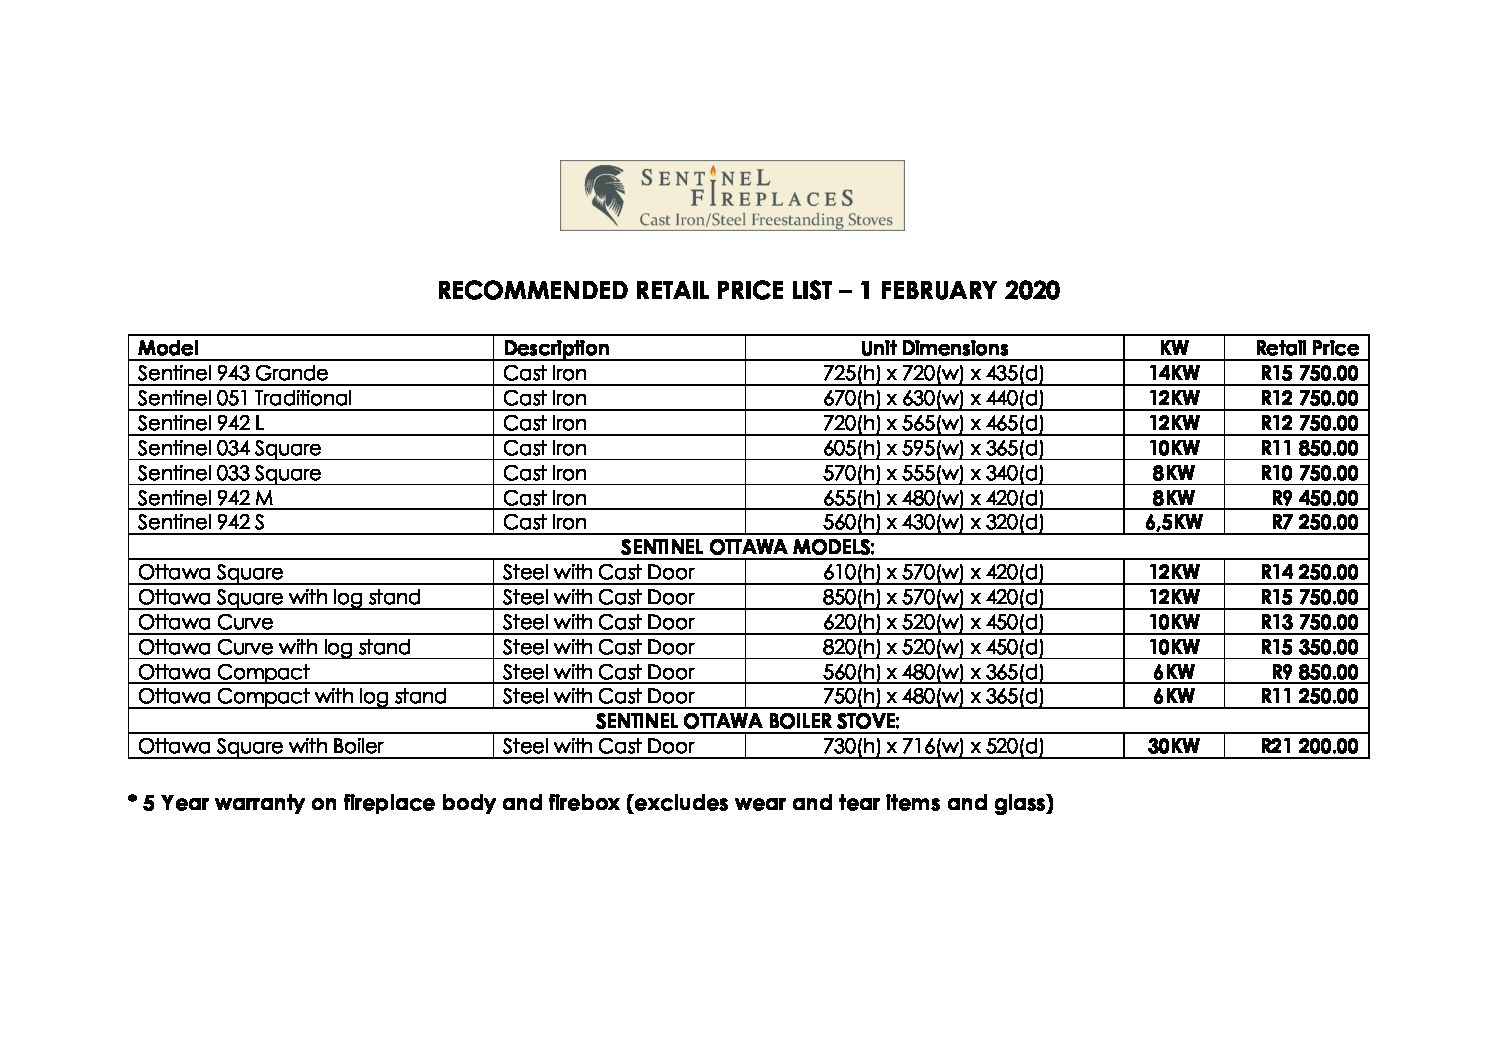 SENTINEL
FIREPLACES
Cast Iron/Steel Freestanding Stoves
RECOMMENDED RETAIL PRICE LIST – 1 FEBRUARY 2020
Model Description Unit Dimensions KW Retail Price
Sentinel 943 Grande Cast Iron 725(h) x 720(w) x 435(d) 14KW R15 750.00
Sentinel 051 Traditional Cast Iron 670(h) x 630(w) x 440(d) 12KW R12 750.00
Sentinel 942 L Cast Iron 720(h) x 565(w) x 465(d) 12KW R12 750.00
Sentinel 034 Square Cast Iron 605(h) x 595(w) x 365(d) 10KW R11 850.00
Sentinel 033 Square Cast Iron 570(h) x 555(w) x 340(d) 8KW R10 750.00
Sentinel 942 M Cast Iron 655(h) x 480(w) x 420(d) 8KW R9 450.00
Sentinel 942 S Cast Iron 560(h) x 430(w) x 320(d) 6,5KW R7 250.00
SENTINEL OTTAWA MODELS:
Ottawa Square Steel with Cast Door 610(h) x 570(w) x 420(d) 12KW R14 250.00
Ottawa Square with log stand Steel with Cast Door 850(h) x 570(w) x 420(d) 12KW R15 750.00
Ottawa Curve Steel with Cast Door 620(h) x 520(w) x 450(d) 10KW R13 750.00
Ottawa Curve with log stand Steel with Cast Door 820(h) x 520(w) x 450(d) 10KW R15 350.00
Ottawa Compact Steel with Cast Door 560(h) x 480(w) x 365(d) 6KW R9 850.00
Ottawa Compact with log stand Steel with Cast Door 750(h) x 480(w) x 365(d) 6KW R11 250.00
SENTINEL OTTAWA BOILER STOVE:
Ottawa Square with Boiler Steel with Cast Door 730(h) x 716(w) x 520(d) 30KW R21 200.00
* 5 Year warranty on fireplace body and firebox (excludes wear and tear items and glass)